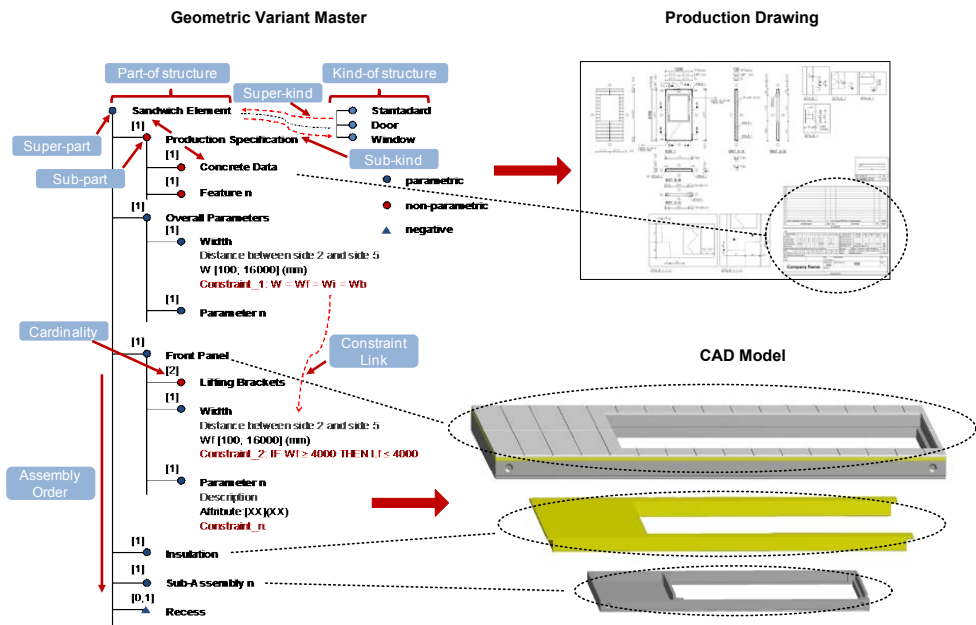 Geometric Variant Master
Production Drawing
Part-of structure
Kind-of structure
Super-kind
Sandwich Element
Stantadard
Door
Window
[1]
Production Specification
Super-part
Sub-kind
[1]
Concrete Data
Sub-part
parametric
[1]
Feature n
non-parametric
[1]
Overall Parameters
negative
[1]
Width
Distance between side 2 and side 5
W [100, 16000] (mm)
Constraint_1: W = Wf = Wi = Wb
Company Name
[1]
Parameter n
Cardinality
[1]
Front Panel
Constraint
Link
CAD Model
[2]
Lifting Brackets
[1]
Width
Distance between side 2 and side 5
Wf [100, 16000] (mm)
Constraint_2: IF Wf ≥ 4000 THEN Lf ≤ 4000
Assembly
Order
[1]
Parameter n
Description
Attribute [XX](XX)
Constraint_n:
[1]
Insulation
[1]
Sub-Assembly n
[0,1]
Recess